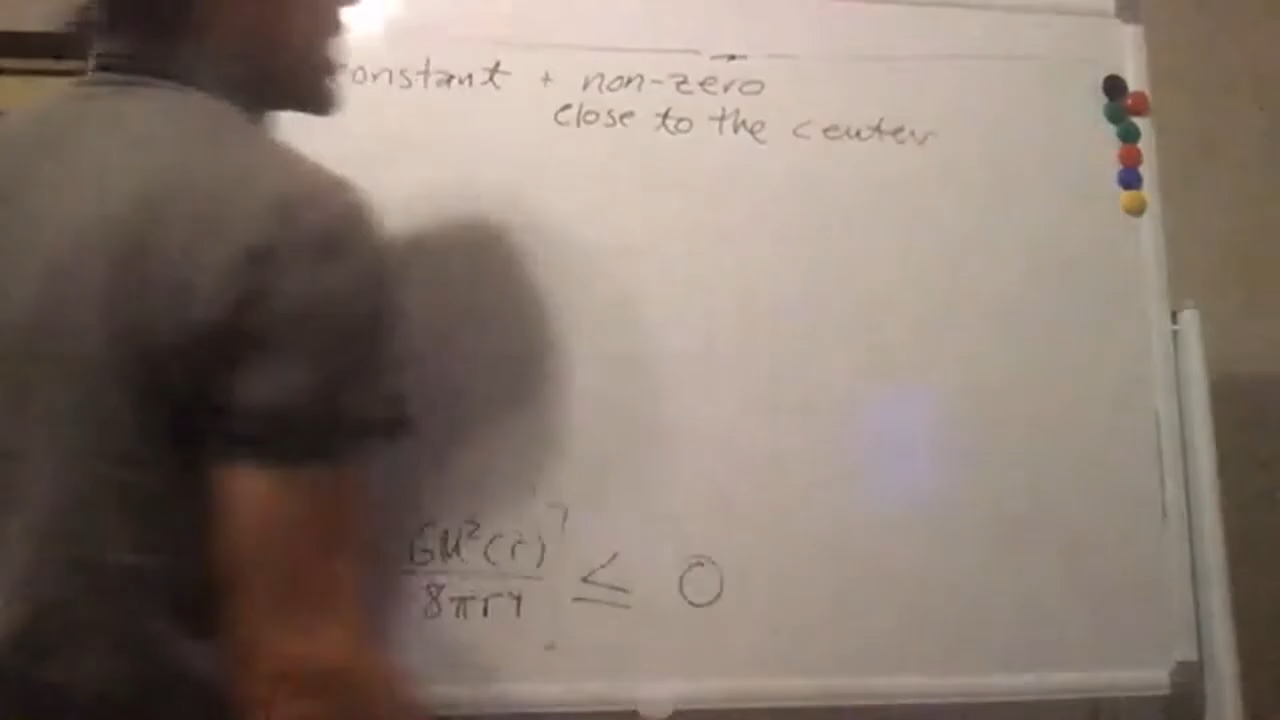 onstant + non-zero
close to the center
GM²(r)
8πr⁴ ] ≤ 0